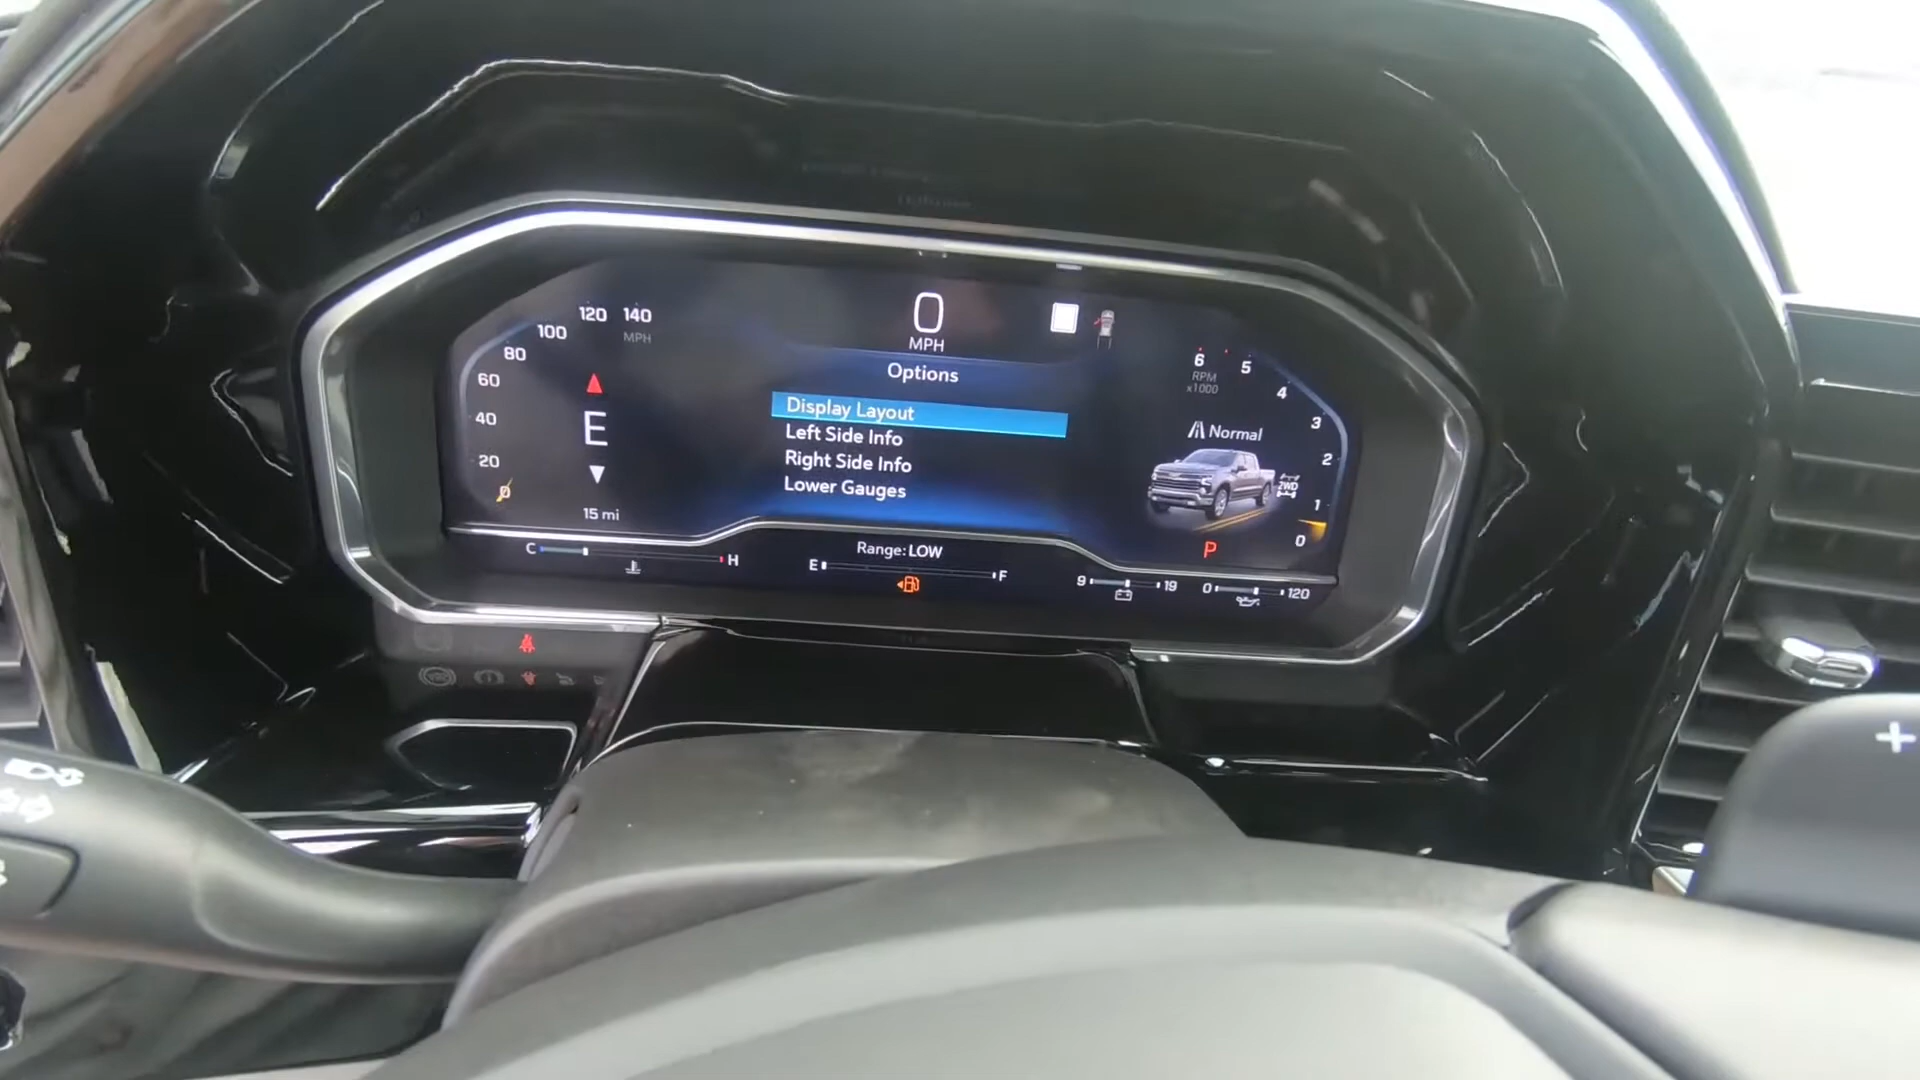 120 140
100
MPH
80
60
40
20
0
E
15 mi
0
MPH
Options
Display Layout
Left Side Info
Right Side Info
Lower Gauges
6
5
RPM
x1000
4
3
Normal
2
2WD
1
0
P
C
H
Range: LOW
E
F
9
19
0
120
+